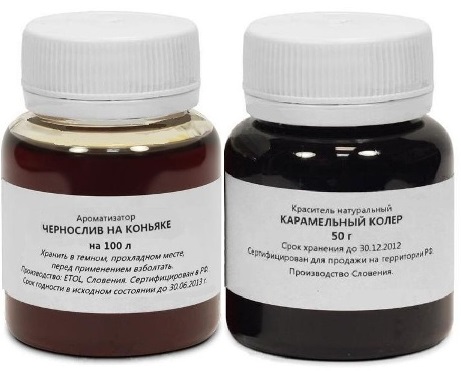 Ароматизатор
ЧЕРНОСЛИВ НА КОНЬЯКЕ
на 100 л
Хранить в темном, прохладном месте,
перед применением взболтать.
Производство: ETOL, Словения. Сертифицирован в РФ.
Срок годности в исходном состоянии до 30.06.2013 г.
Краситель натуральный
КАРАМЕЛЬНЫЙ КОЛЕР
50 г
Срок хранения до 30.12.2012
Сертифицирован для продажи на территории РФ
Производство Словения.